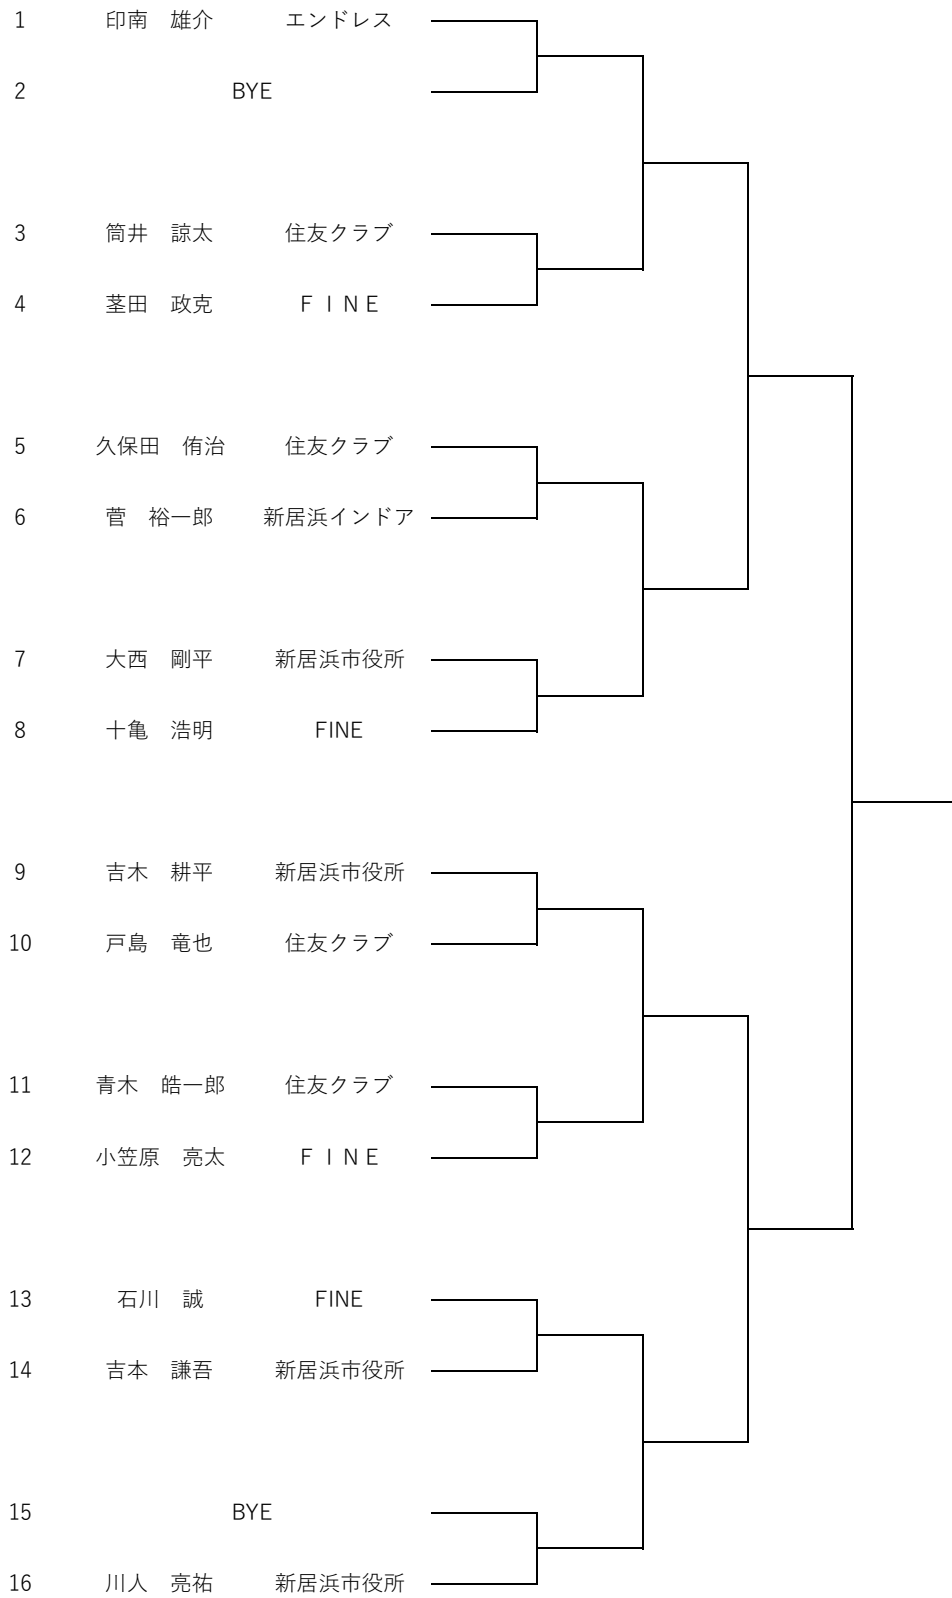 1 印南　雄介 エンドレス
2 BYE
3 筒井　諒太 住友クラブ
4 茎田　政克 ＦＩＮＥ
5 久保田　侑治 住友クラブ
6 菅　裕一郎 新居浜インドア
7 大西　剛平 新居浜市役所
8 十亀　浩明 FINE
9 吉木　耕平 新居浜市役所
10 戸島　竜也 住友クラブ
11 青木　皓一郎 住友クラブ
12 小笠原　亮太 ＦＩＮＥ
13 石川　誠 FINE
14 吉本　謙吾 新居浜市役所
15 BYE
16 川人　亮祐 新居浜市役所